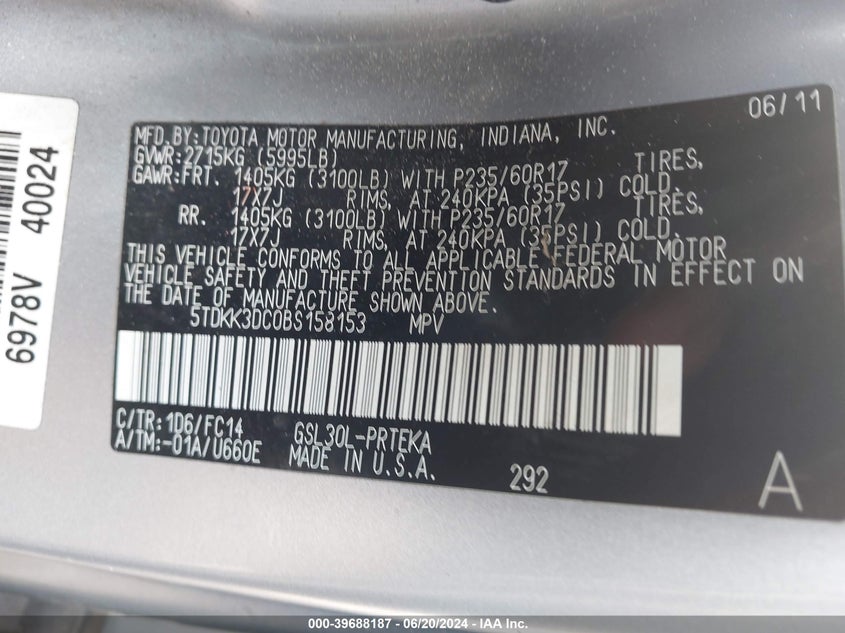 06/11
MFD.BY:TOYOTA MOTOR MANUFACTURING, INDIANA, INC.
GVWR:2715KG (5995LB)
GAWR:FRT. 1405KG (3100LB) WITH P235/60R17 TIRES,
17X7J RIMS, AT 240KPA (35PSI) COLD.
RR. 1405KG (3100LB) WITH P235/60R17 TIRES,
17X7J RIMS, AT 240KPA (35PSI) COLD.
THIS VEHICLE CONFORMS TO ALL APPLICABLE FEDERAL MOTOR
VEHICLE SAFETY AND THEFT PREVENTION STANDARDS IN EFFECT ON
THE DATE OF MANUFACTURE SHOWN ABOVE.
5TDKK3DC0BS158153 MPV
C/TR:1D6/FC14 GSL30L-PRTEKA
A/TM:-01A/U660E MADE IN U.S.A.
292
A
6978V 40024
000-39688187 - 06/20/2024 - IAA Inc.